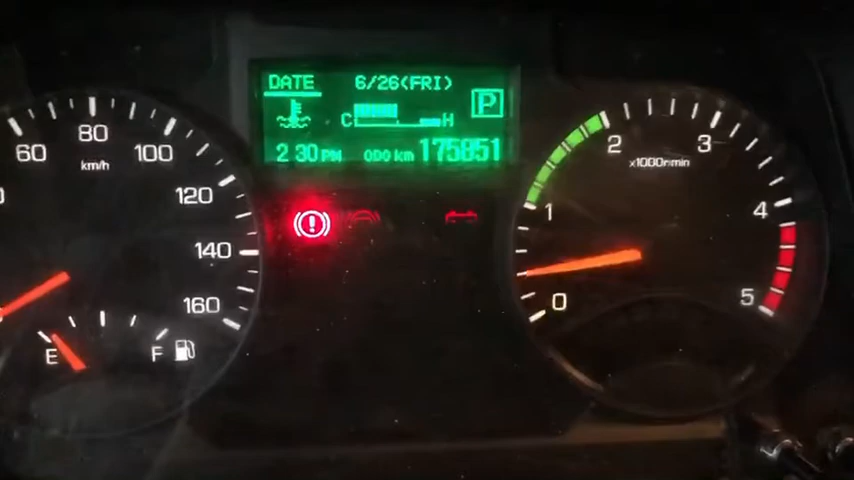 DATE 6/26(FRI)
P
C H
2 30PM ODO km 175851
60 80 100 120 140 160
km/h
E F
0 1 2 3 4 5
x1000r/min